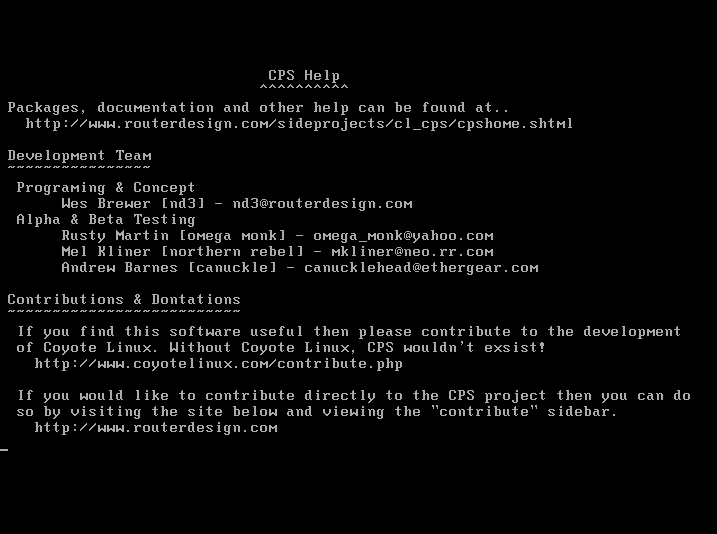 CPS Help
^^^^^^^^^^
Packages, documentation and other help can be found at..
http://www.routerdesign.com/sideprojects/cl_cps/cpshome.shtml
Development Team
~~~~~~~~~~~~~~~~
Programing & Concept
Wes Brewer [nd3] - nd3@routerdesign.com
Alpha & Beta Testing
Rusty Martin [omega monk] - omega_monk@yahoo.com
Mel Kliner [northern rebel] - mkliner@neo.rr.com
Andrew Barnes [canuckle] - canucklehead@ethergear.com
Contributions & Dontations
~~~~~~~~~~~~~~~~~~~~~~~~~~
If you find this software useful then please contribute to the development
of Coyote Linux. Without Coyote Linux, CPS wouldn't exsist!
http://www.coyotelinux.com/contribute.php
If you would like to contribute directly to the CPS project then you can do
so by visiting the site below and viewing the "contribute" sidebar.
http://www.routerdesign.com
_